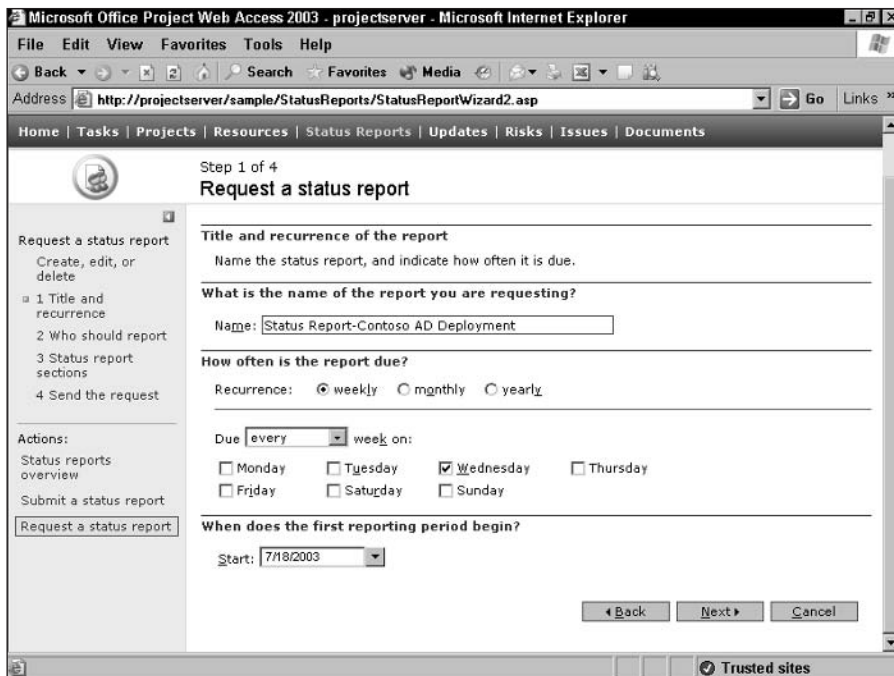 Microsoft Office Project Web Access 2003 - projectserver - Microsoft Internet Explorer
File Edit View Favorites Tools Help
Back Search Favorites Media
Address http://projectserver/sample/StatusReports/StatusReportWizard2.asp Go Links »
Home | Tasks | Projects | Resources | Status Reports | Updates | Risks | Issues | Documents
Step 1 of 4
Request a status report
Request a status report
Create, edit, or
delete
1 Title and
recurrence
2 Who should report
3 Status report
sections
4 Send the request
Actions:
Status reports
overview
Submit a status report
Request a status report
Title and recurrence of the report
Name the status report, and indicate how often it is due.
What is the name of the report you are requesting?
Name: Status Report-Contoso AD Deployment
How often is the report due?
Recurrence: weekly monthly yearly
Due every week on:
Monday Tuesday Wednesday Thursday
Friday Saturday Sunday
When does the first reporting period begin?
Start: 7/18/2003
Back Next Cancel
Trusted sites